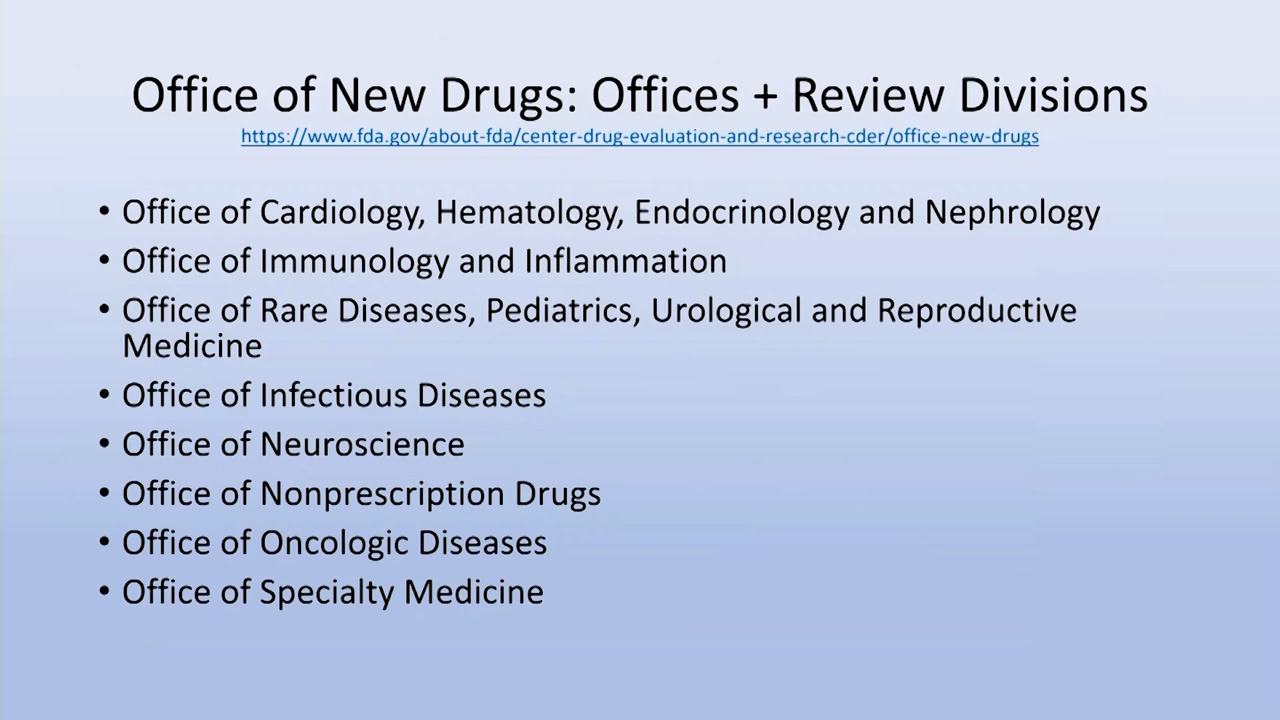 Office of New Drugs: Offices + Review Divisions
https://www.fda.gov/about-fda/center-drug-evaluation-and-research-cder/office-new-drugs
• Office of Cardiology, Hematology, Endocrinology and Nephrology
• Office of Immunology and Inflammation
• Office of Rare Diseases, Pediatrics, Urological and Reproductive
Medicine
• Office of Infectious Diseases
• Office of Neuroscience
• Office of Nonprescription Drugs
• Office of Oncologic Diseases
• Office of Specialty Medicine